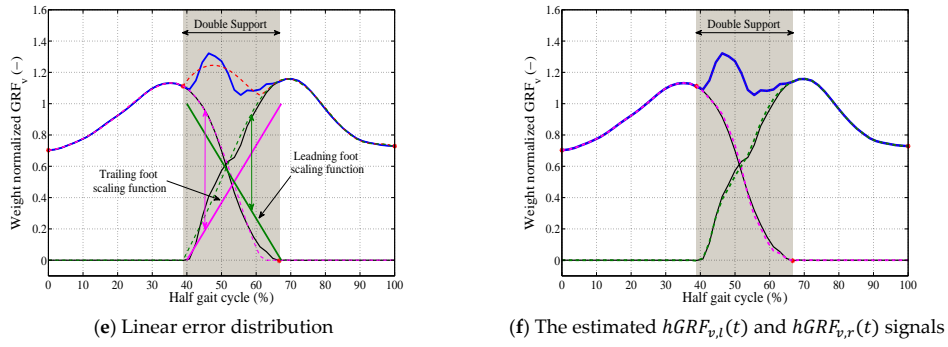 Double Support
Weight normalized GRFv (−)
1.6
1.4
1.2
1
0.8
0.6
0.4
0.2
0
Trailing foot
scaling function
Leadning foot
scaling function
0 10 20 30 40 50 60 70 80 90 100
Half gait cycle (%)
(e) Linear error distribution
Double Support
Weight normalized GRFv (−)
1.6
1.4
1.2
1
0.8
0.6
0.4
0.2
0
0 10 20 30 40 50 60 70 80 90 100
Half gait cycle (%)
(f) The estimated hGRFv,l(t) and hGRFv,r(t) signals